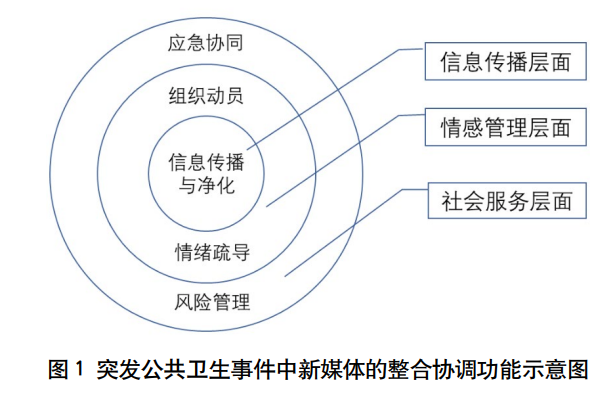 应急协同
组织动员
信息传播
与净化
情绪疏导
风险管理
信息传播层面
情感管理层面
社会服务层面
图1 突发公共卫生事件中新媒体的整合协调功能示意图